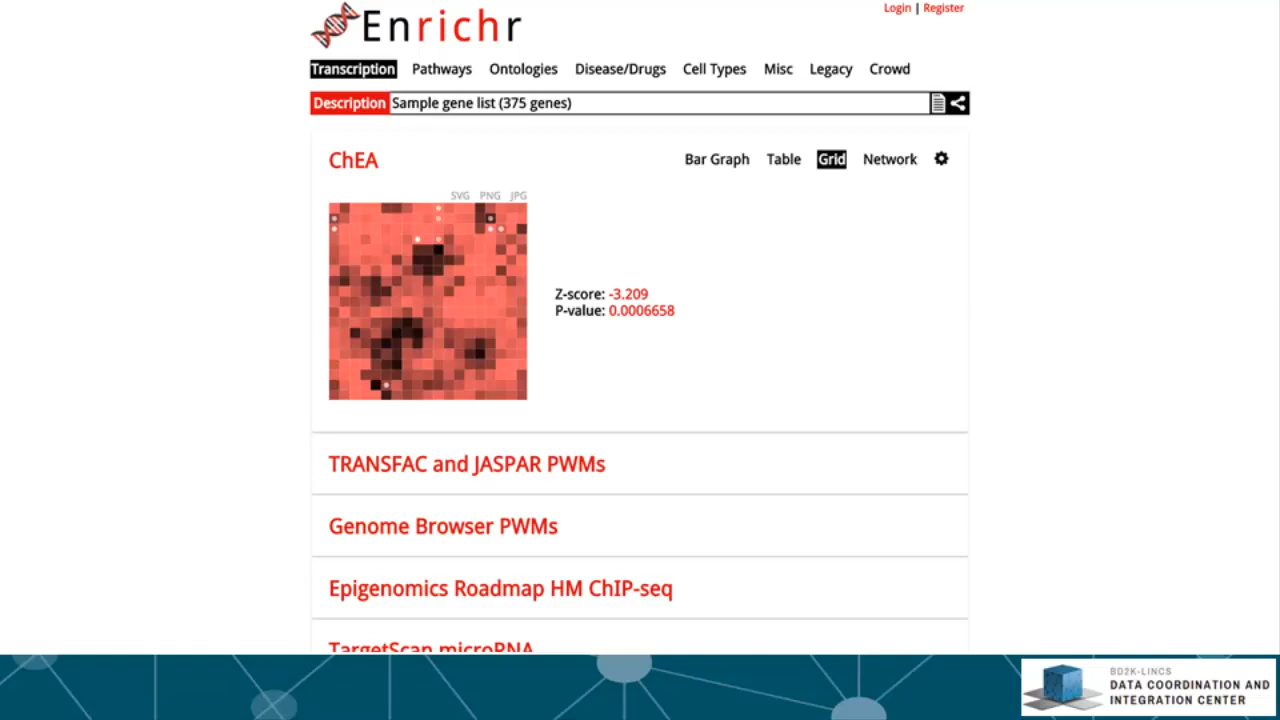 Login | Register
Enrichr
Transcription Pathways Ontologies Disease/Drugs Cell Types Misc Legacy Crowd
Description Sample gene list (375 genes)
ChEA
Bar Graph Table Grid Network
SVG PNG JPG
Z-score: -3.209
P-value: 0.0006658
TRANSFAC and JASPAR PWMs
Genome Browser PWMs
Epigenomics Roadmap HM ChIP-seq
TargetScan microRNA
BD2K-LINCS
DATA COORDINATION AND
INTEGRATION CENTER